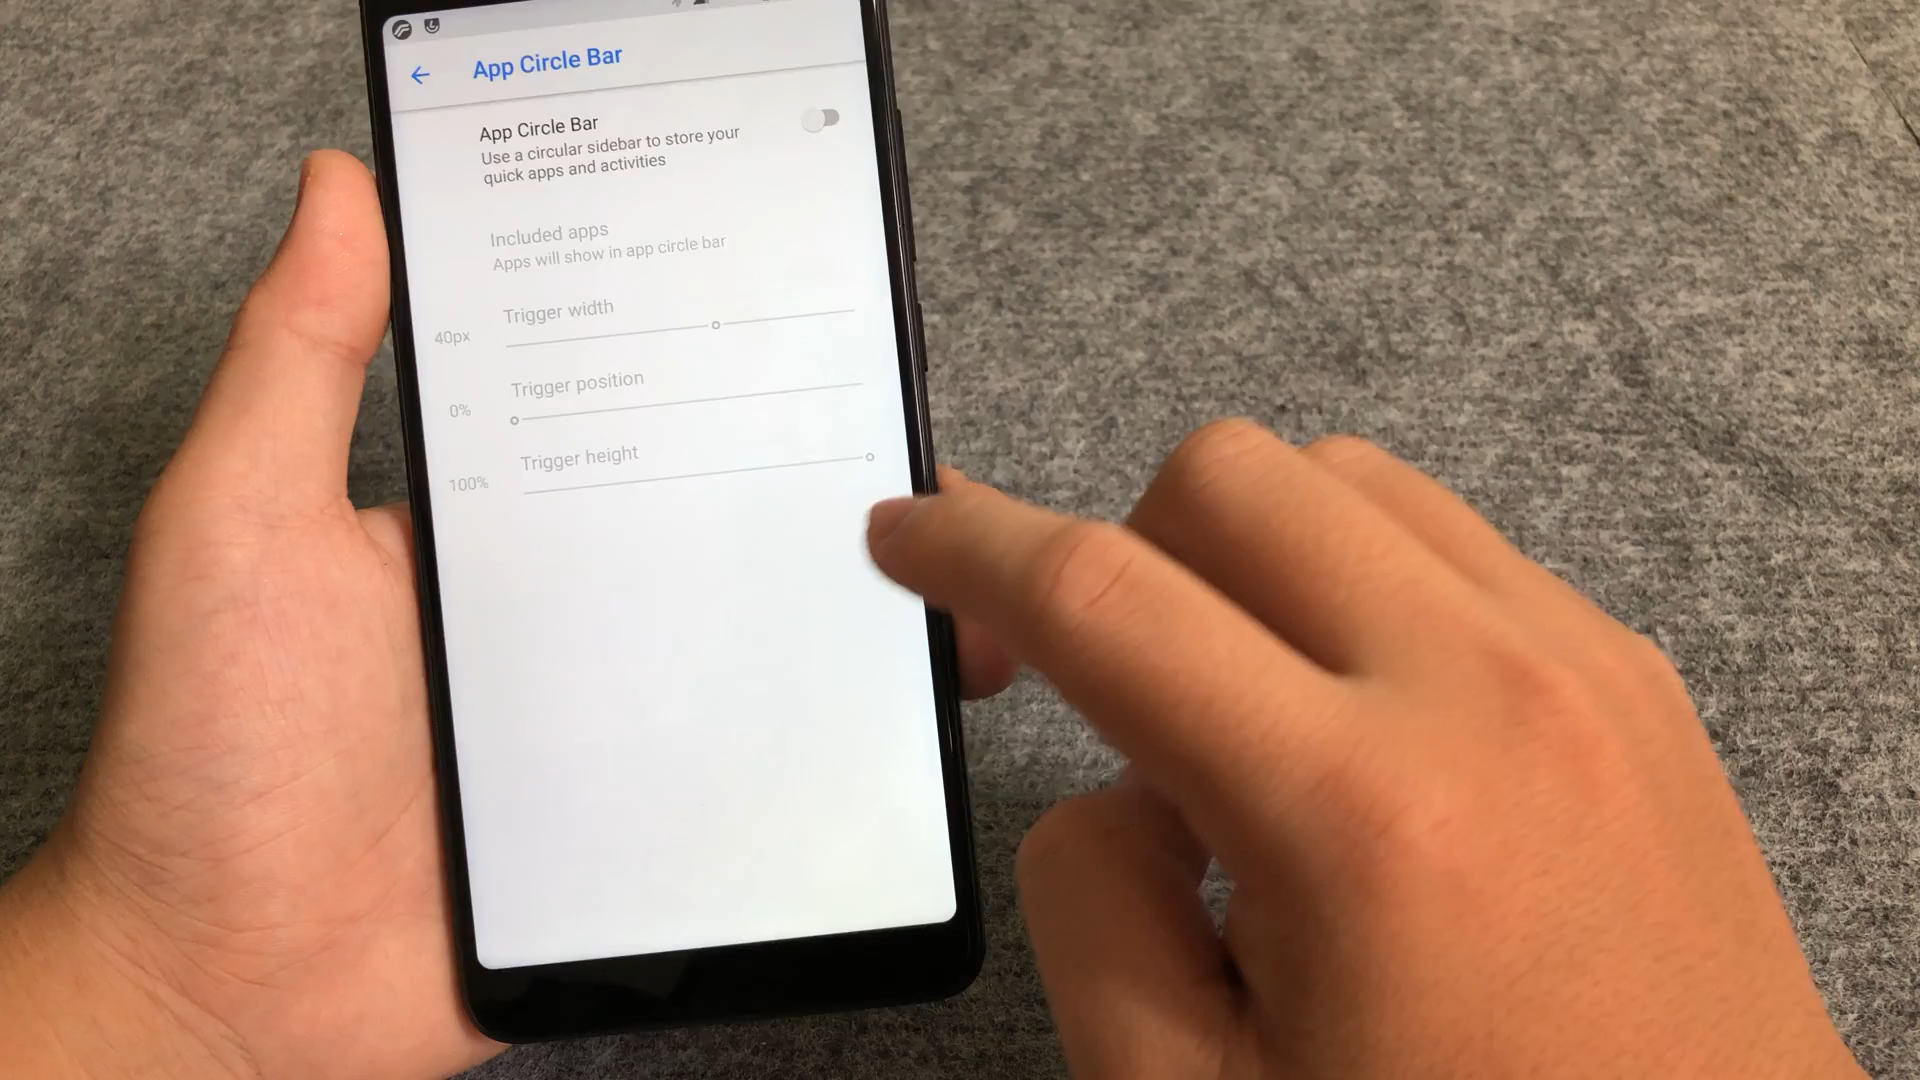 App Circle Bar
App Circle Bar
Use a circular sidebar to store your
quick apps and activities
Included apps
Apps will show in app circle bar
Trigger width
40px
Trigger position
0%
Trigger height
100%